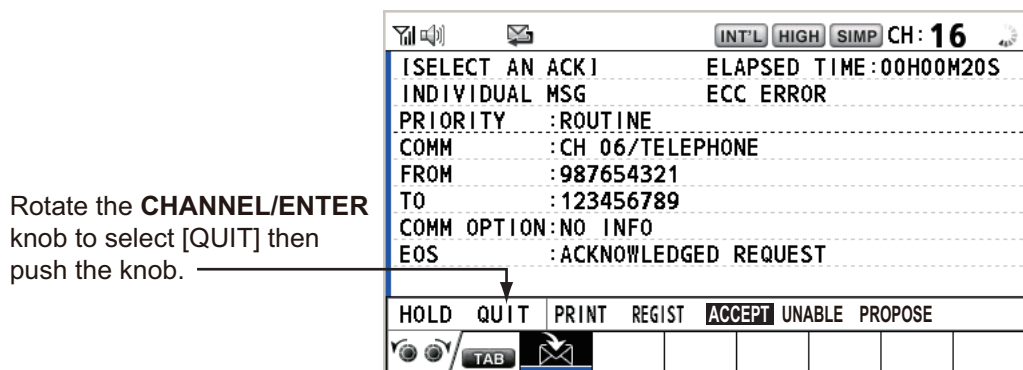 INT'L HIGH SIMP CH: 16
[SELECT AN ACK] ELAPSED TIME:00H00M20S
INDIVIDUAL MSG ECC ERROR
PRIORITY :ROUTINE
COMM :CH 06/TELEPHONE
FROM :987654321
TO :123456789
COMM OPTION:NO INFO
EOS :ACKNOWLEDGED REQUEST
HOLD QUIT PRINT REGIST ACCEPT UNABLE PROPOSE
TAB
Rotate the CHANNEL/ENTER
knob to select [QUIT] then
push the knob.